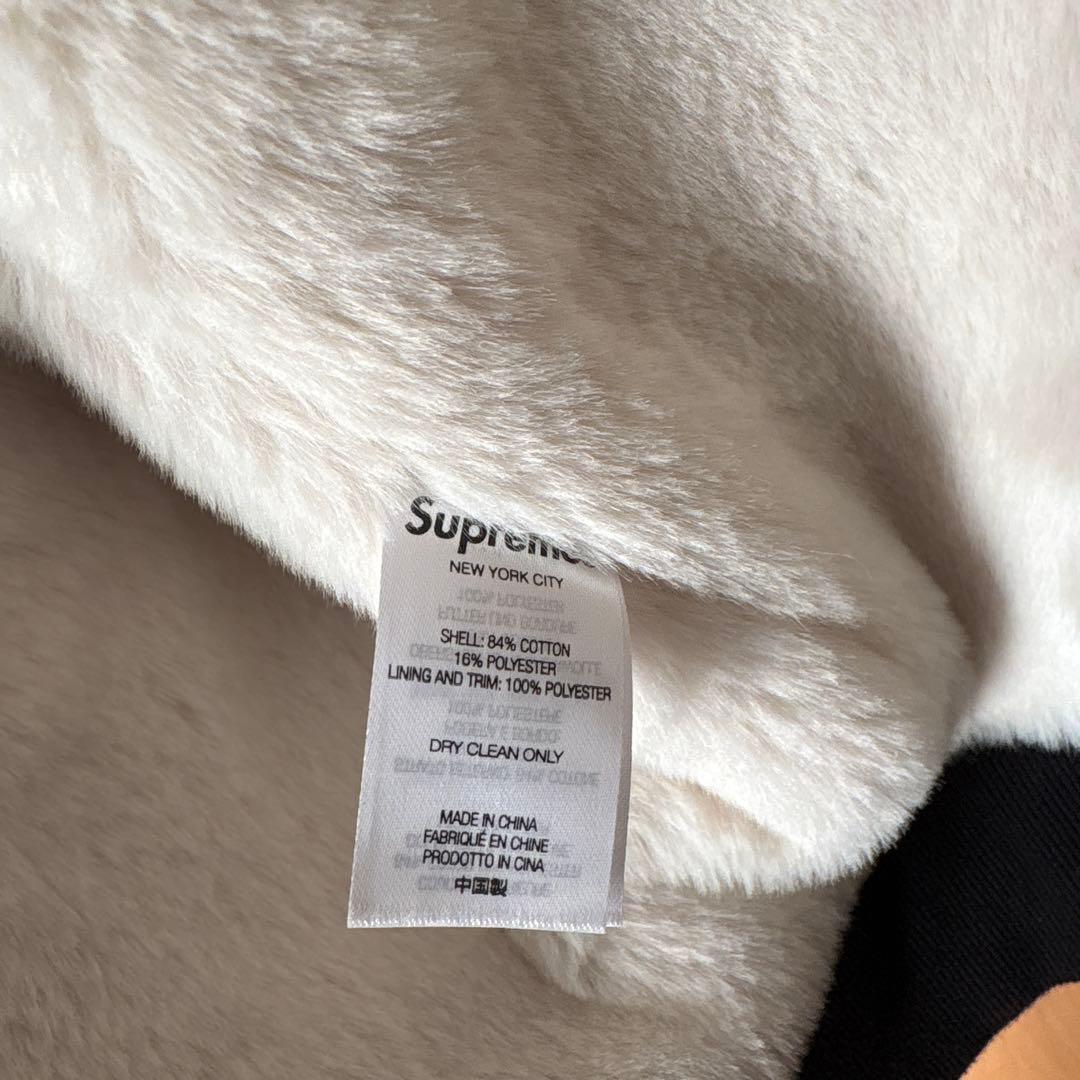 Supreme
NEW YORK CITY
SHELL: 84% COTTON
16% POLYESTER
LINING AND TRIM: 100% POLYESTER
DRY CLEAN ONLY
MADE IN CHINA
FABRIQUÉ EN CHINE
PRODOTTO IN CINA
中国製